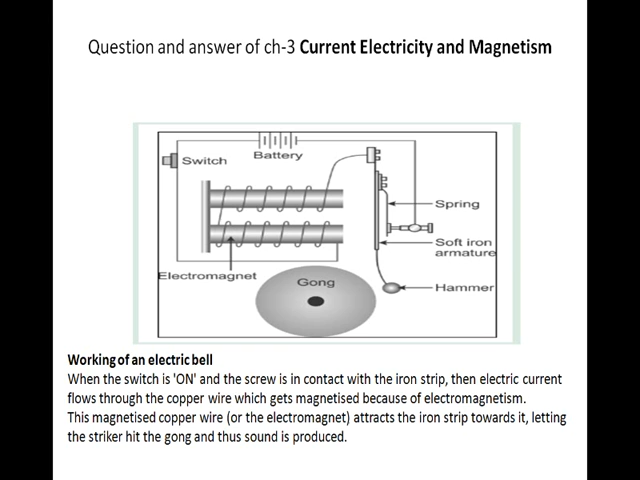 Question and answer of ch-3 Current Electricity and Magnetism
Switch
Battery
Spring
Soft iron
armature
Electromagnet
Gong
Hammer
Working of an electric bell
When the switch is 'ON' and the screw is in contact with the iron strip, then electric current
flows through the copper wire which gets magnetised because of electromagnetism.
This magnetised copper wire (or the electromagnet) attracts the iron strip towards it, letting
the striker hit the gong and thus sound is produced.